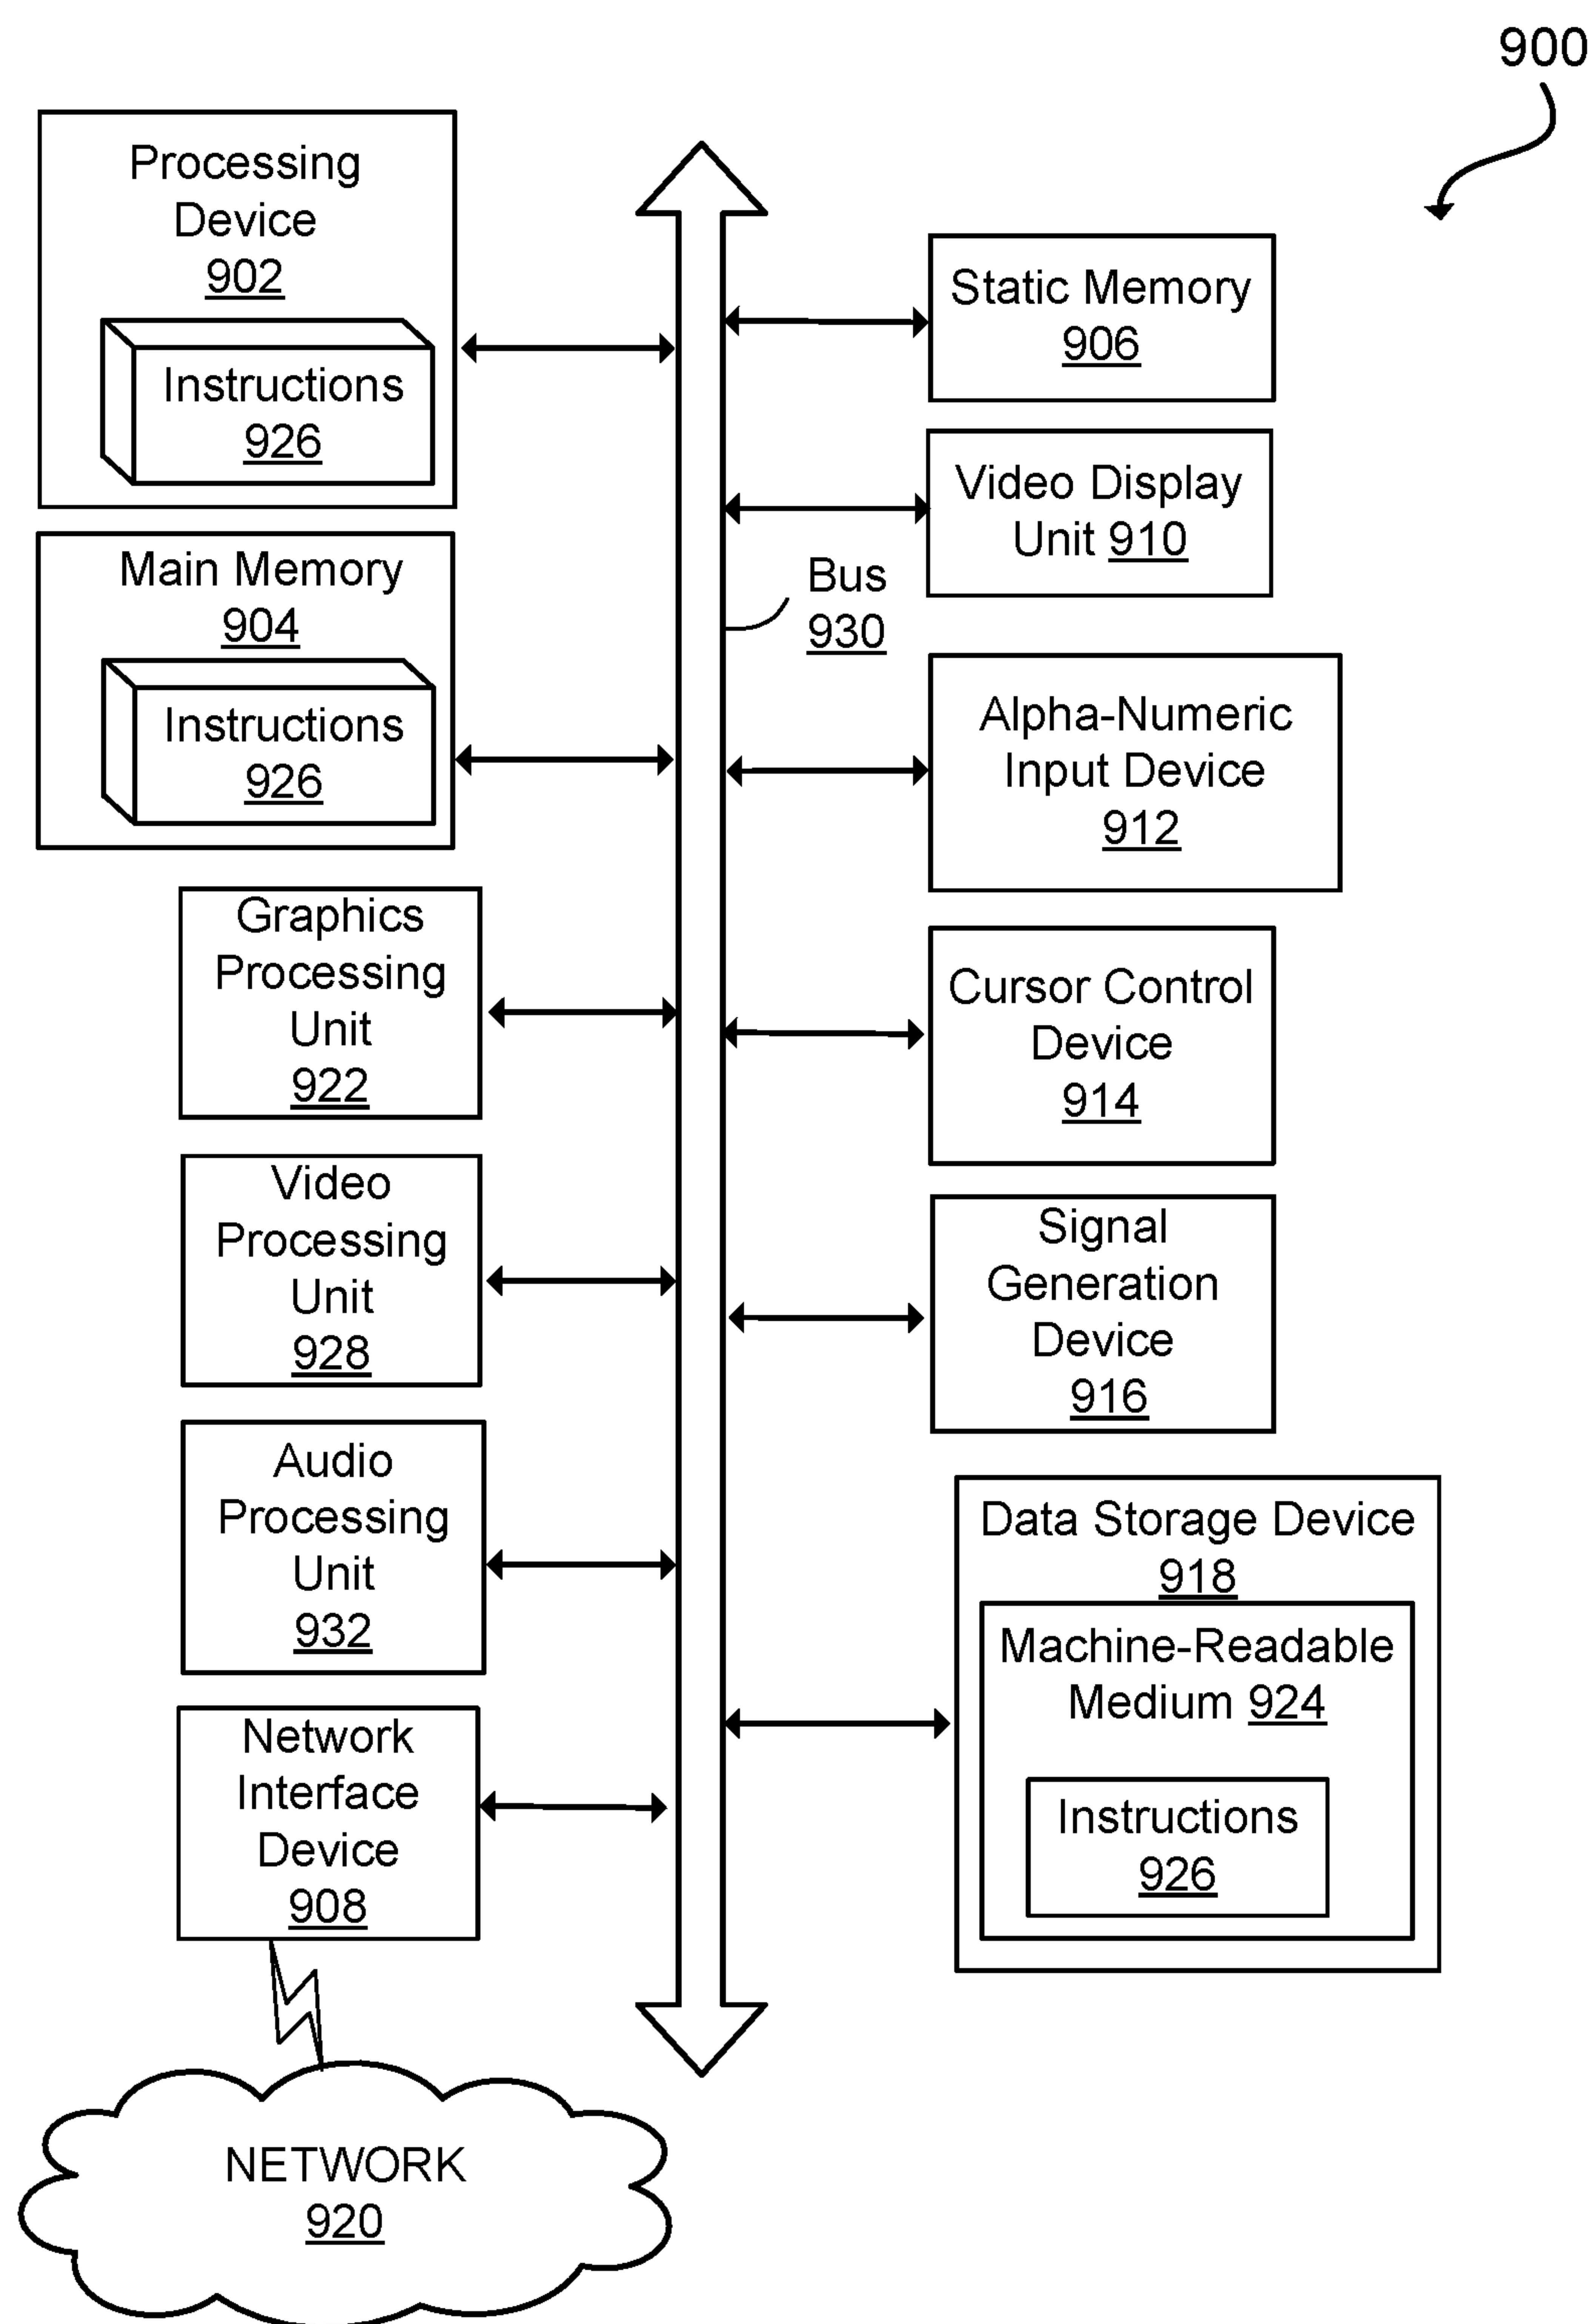 900
Processing
Device
902
Instructions
926
Main Memory
904
Instructions
926
Graphics
Processing
Unit
922
Video
Processing
Unit
928
Audio
Processing
Unit
932
Network
Interface
Device
908
NETWORK
920
Bus
930
Static Memory
906
Video Display
Unit 910
Alpha-Numeric
Input Device
912
Cursor Control
Device
914
Signal
Generation
Device
916
Data Storage Device
918
Machine-Readable
Medium 924
Instructions
926